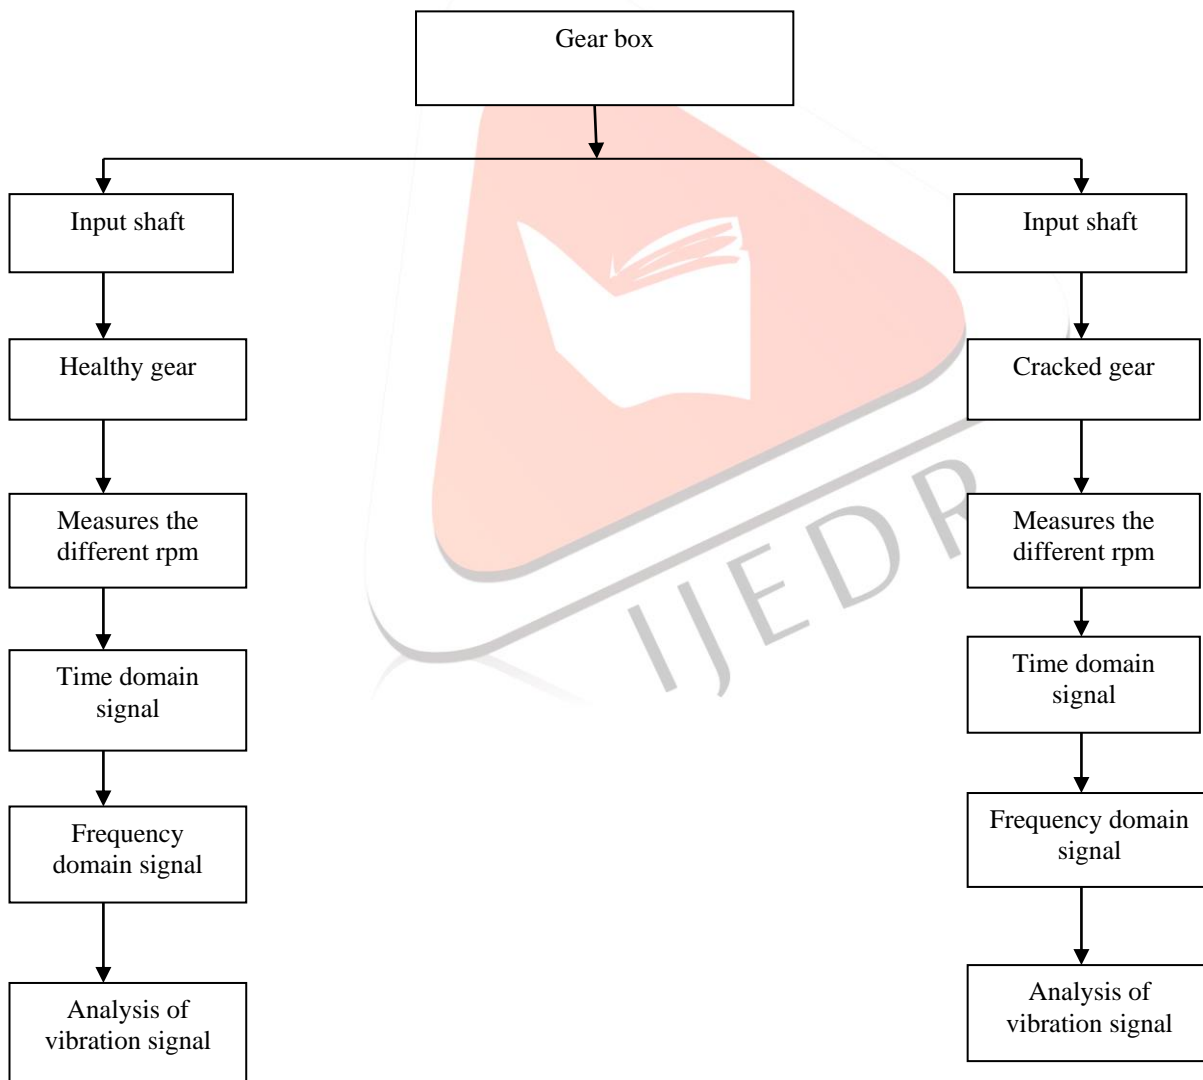 Gear box
Input shaft
Healthy gear
Measures the
different rpm
Time domain
signal
Frequency
domain signal
Analysis of
vibration signal
Input shaft
Cracked gear
Measures the
different rpm
Time domain
signal
Frequency domain
signal
Analysis of
vibration signal
IJEDR